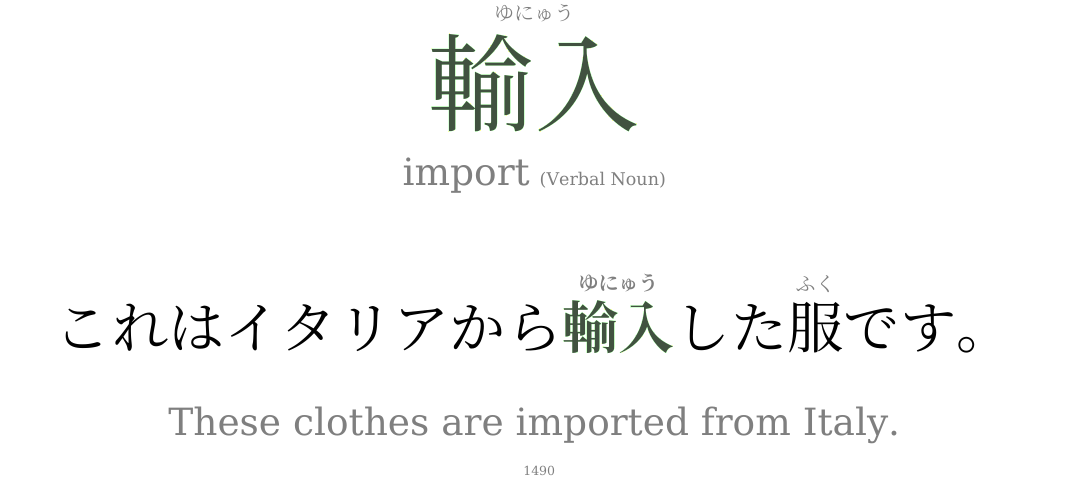 ゆにゅう
輸入
import (Verbal Noun)
ゆにゅう ふく
これはイタリアから輸入した服です。
These clothes are imported from Italy.
1490